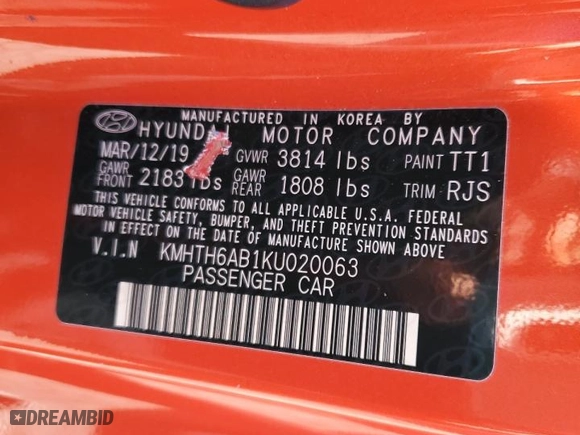 MANUFACTURED IN KOREA BY
HYUNDAI MOTOR COMPANY
MAR/12/19 GVWR 3814 lbs PAINT TT1
GAWR FRONT 2183 lbs GAWR REAR 1808 lbs TRIM RJS
THIS VEHICLE CONFORMS TO ALL APPLICABLE U.S.A. FEDERAL
MOTOR VEHICLE SAFETY, BUMPER, AND THEFT PREVENTION STANDARDS
IN EFFECT ON THE DATE OF MANUFACTURE SHOWN ABOVE.
V.I.N KMHTH6AB1KU020063
PASSENGER CAR
DREAMBID